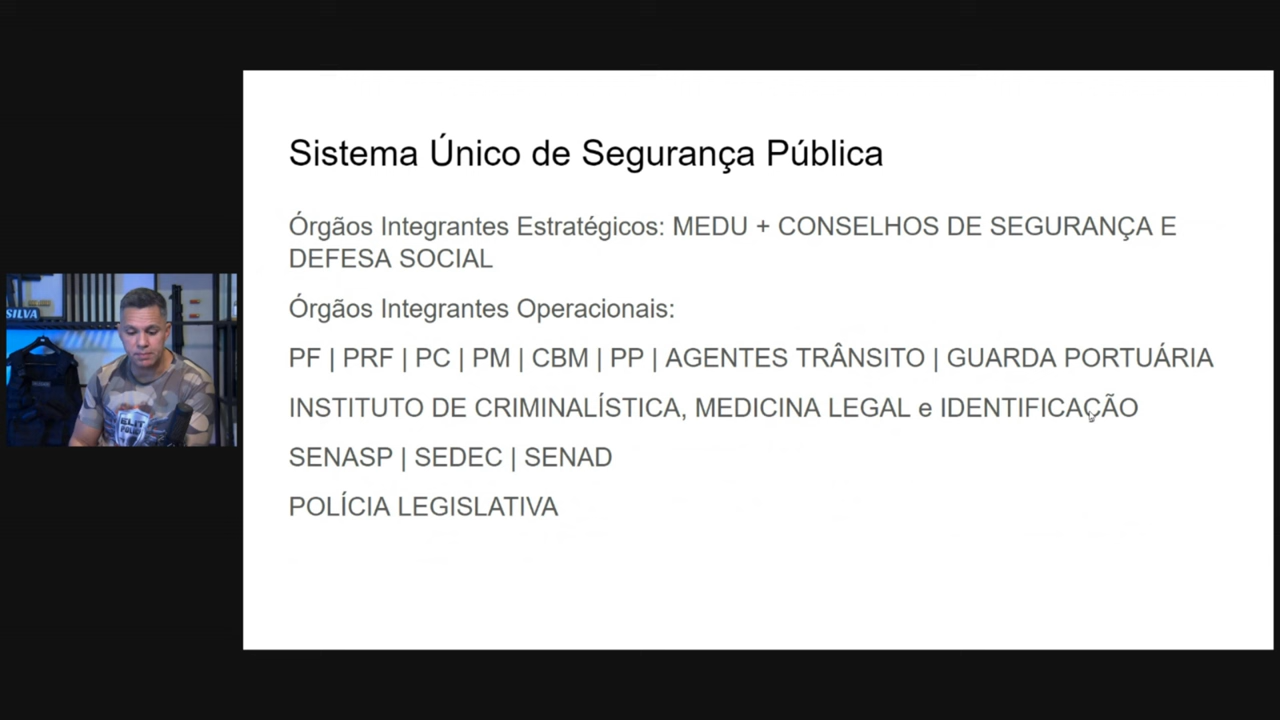 Sistema Único de Segurança Pública
Órgãos Integrantes Estratégicos: MEDU + CONSELHOS DE SEGURANÇA E
DEFESA SOCIAL
Órgãos Integrantes Operacionais:
PF | PRF | PC | PM | CBM | PP | AGENTES TRÂNSITO | GUARDA PORTUÁRIA
INSTITUTO DE CRIMINALÍSTICA, MEDICINA LEGAL e IDENTIFICAÇÃO
SENASP | SEDEC | SENAD
POLÍCIA LEGISLATIVA
SILVA